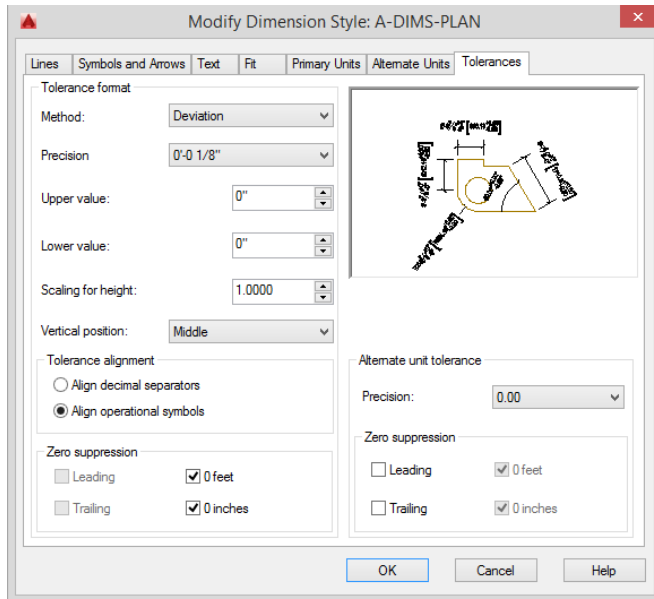 Modify Dimension Style: A-DIMS-PLAN
Lines Symbols and Arrows Text Fit Primary Units Alternate Units Tolerances
Tolerance format
Method: Deviation
Precision 0'-0 1/8"
Upper value: 0"
Lower value: 0"
Scaling for height: 1.0000
Vertical position: Middle
Tolerance alignment
Align decimal separators
Align operational symbols
Zero suppression
Leading 0 feet
Trailing 0 inches
Alternate unit tolerance
Precision: 0.00
Zero suppression
Leading 0 feet
Trailing 0 inches
OK Cancel Help